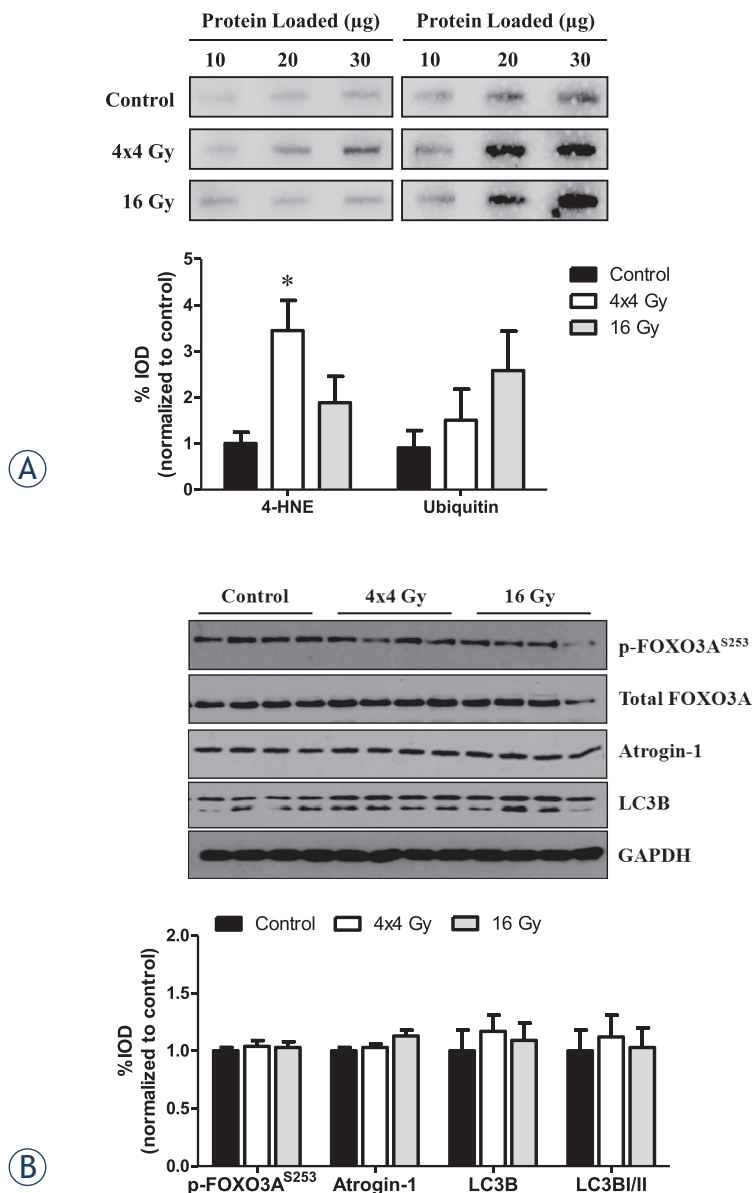 Protein Loaded (µg) Protein Loaded (µg)
10 20 30 10 20 30
Control
4x4 Gy
16 Gy
5
4
3
2
1
0
% IOD
(normalized to control)
*
Control
4x4 Gy
16 Gy
4-HNE Ubiquitin
A
Control 4x4 Gy 16 Gy
p-FOXO3A^S253
Total FOXO3A
Atrogin-1
LC3B
GAPDH
Control 4x4 Gy 16 Gy
2.0
1.5
1.0
0.5
0.0
%IOD
(normalized to control)
p-FOXO3A^S253 Atrogin-1 LC3B LC3BI/II
B